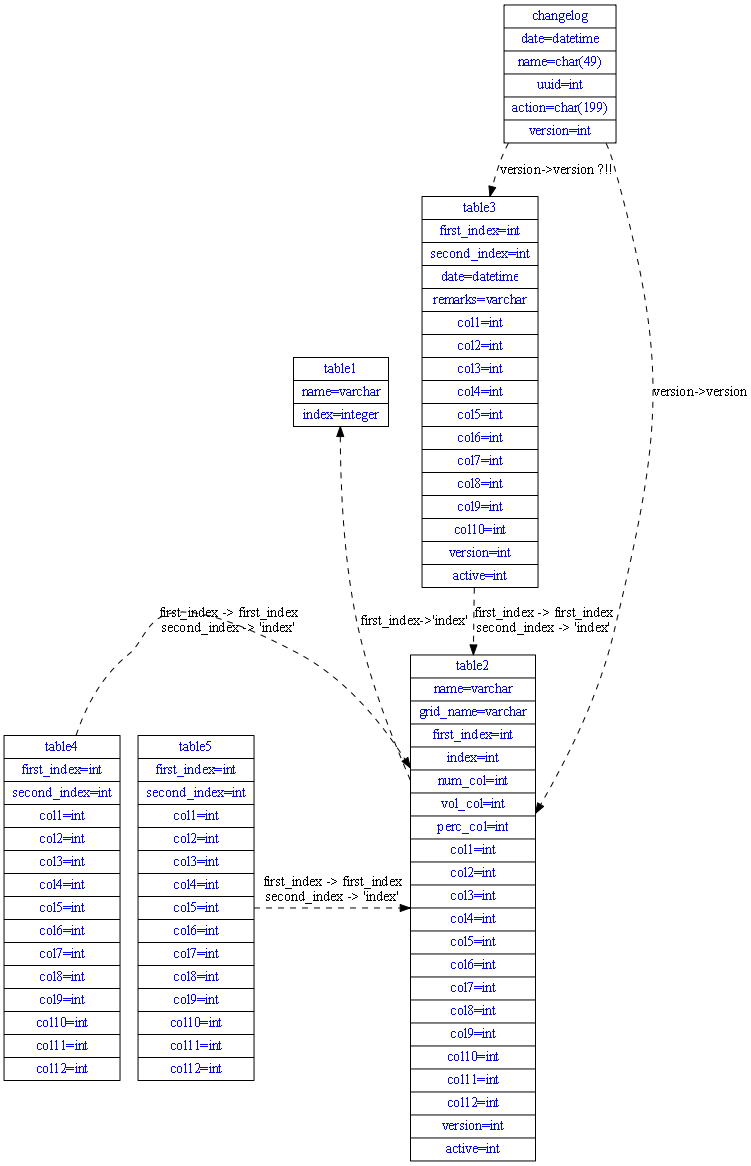 changelog
date=datetime
name=char(49)
uuid=int
action=char(199)
version=int
version->version ?!!
table3
first_index=int
second_index=int
date=datetime
remarks=varchar
col1=int
col2=int
col3=int
col4=int
col5=int
col6=int
col7=int
col8=int
col9=int
col10=int
version=int
active=int
version->version
table1
name=varchar
index=integer
first_index -> first_index
second_index -> 'index'
first_index->'index'
first_index -> first_index
second_index -> 'index'
table2
name=varchar
grid_name=varchar
first_index=int
index=int
num_col=int
vol_col=int
perc_col=int
col1=int
col2=int
col3=int
col4=int
col5=int
col6=int
col7=int
col8=int
col9=int
col10=int
col11=int
col12=int
version=int
active=int
table4
first_index=int
second_index=int
col1=int
col2=int
col3=int
col4=int
col5=int
col6=int
col7=int
col8=int
col9=int
col10=int
col11=int
col12=int
table5
first_index=int
second_index=int
col1=int
col2=int
col3=int
col4=int
col5=int
col6=int
col7=int
col8=int
col9=int
col10=int
col11=int
col12=int
first_index -> first_index
second_index -> 'index'